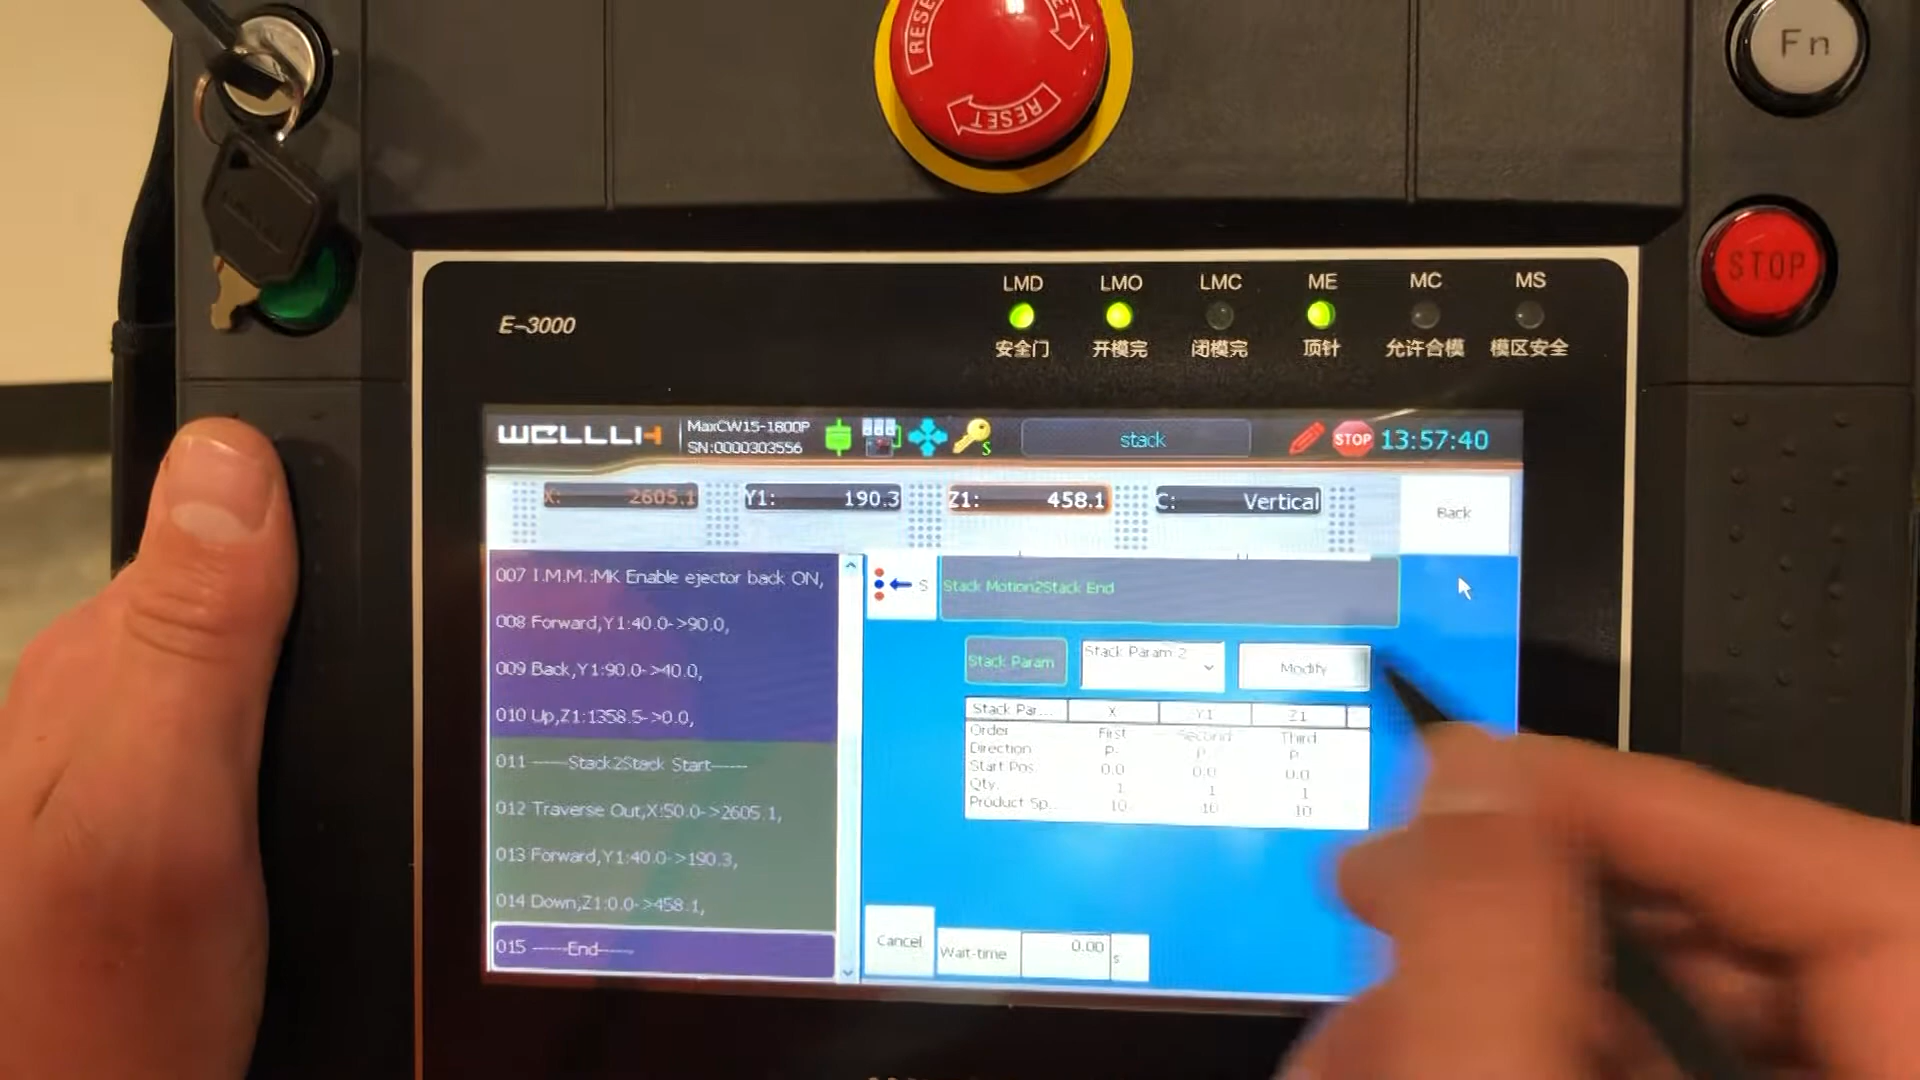 RESET
RESET
RESET
Fn
STOP
LMD LMO LMC ME MC MS
安全门 开模完 闭模完 顶针 允许合模 模区安全
E-3000
WELLLIH
MaxCW15-1800P
SN:0000303556
S
stack
STOP
13:57:40
X: 2605.1
Y1: 190.3
Z1: 458.1
C: Vertical
Back
007 I.M.M.:MK Enable ejector back ON,
008 Forward,Y1:40.0->90.0,
009 Back,Y1:90.0->40.0,
010 Up,Z1:1358.5->0.0,
011 ------Stack2Stack Start------
012 Traverse Out,X:50.0->2605.1,
013 Forward,Y1:40.0->190.3,
014 Down,Z1:0.0->458.1,
015 ------End------
S
Stack Motion2Stack End
Stack Param
Stack Param 2
Modify
Stack Par... X Y1 Z1
Order First Second Third
Direction P- P- P
Start Pos 0.0 0.0 0.0
Qty. 1 1 1
Product Sp... 10 10 10
Cancel
Wait-time 0.00 s